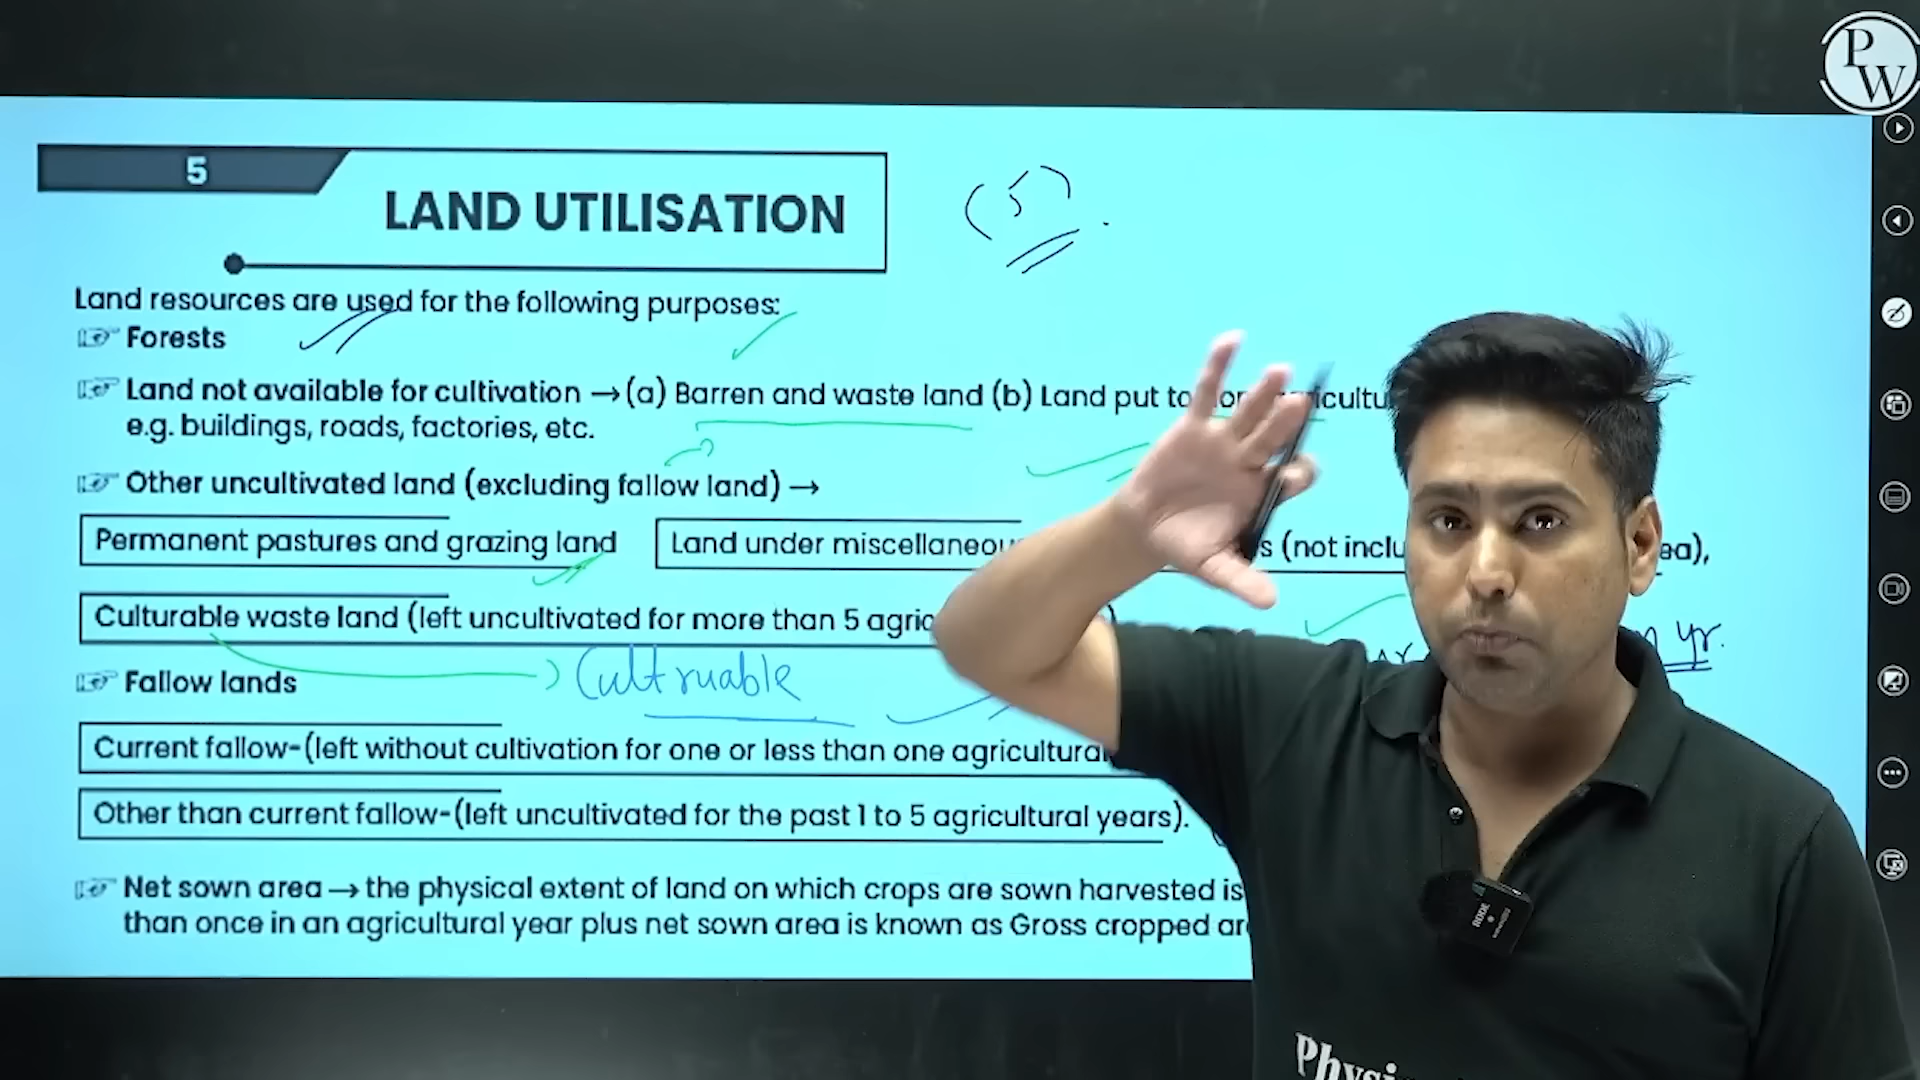 PW
5
LAND UTILISATION
(5)
Land resources are used for the following purposes:
☞ Forests
☞ Land not available for cultivation → (a) Barren and waste land (b) Land put to
e.g. buildings, roads, factories, etc.
☞ Other uncultivated land (excluding fallow land) →
Permanent pastures and grazing land
Land under miscellaneou s (not inclu ea),
Culturable waste land (left uncultivated for more than 5 agric
yr.
Cultruable
☞ Fallow lands
Current fallow-(left without cultivation for one or less than one agricultural
Other than current fallow-(left uncultivated for the past 1 to 5 agricultural years).
☞ Net sown area → the physical extent of land on which crops are sown harvested is
than once in an agricultural year plus net sown area is known as Gross cropped ar
RODE
Physi